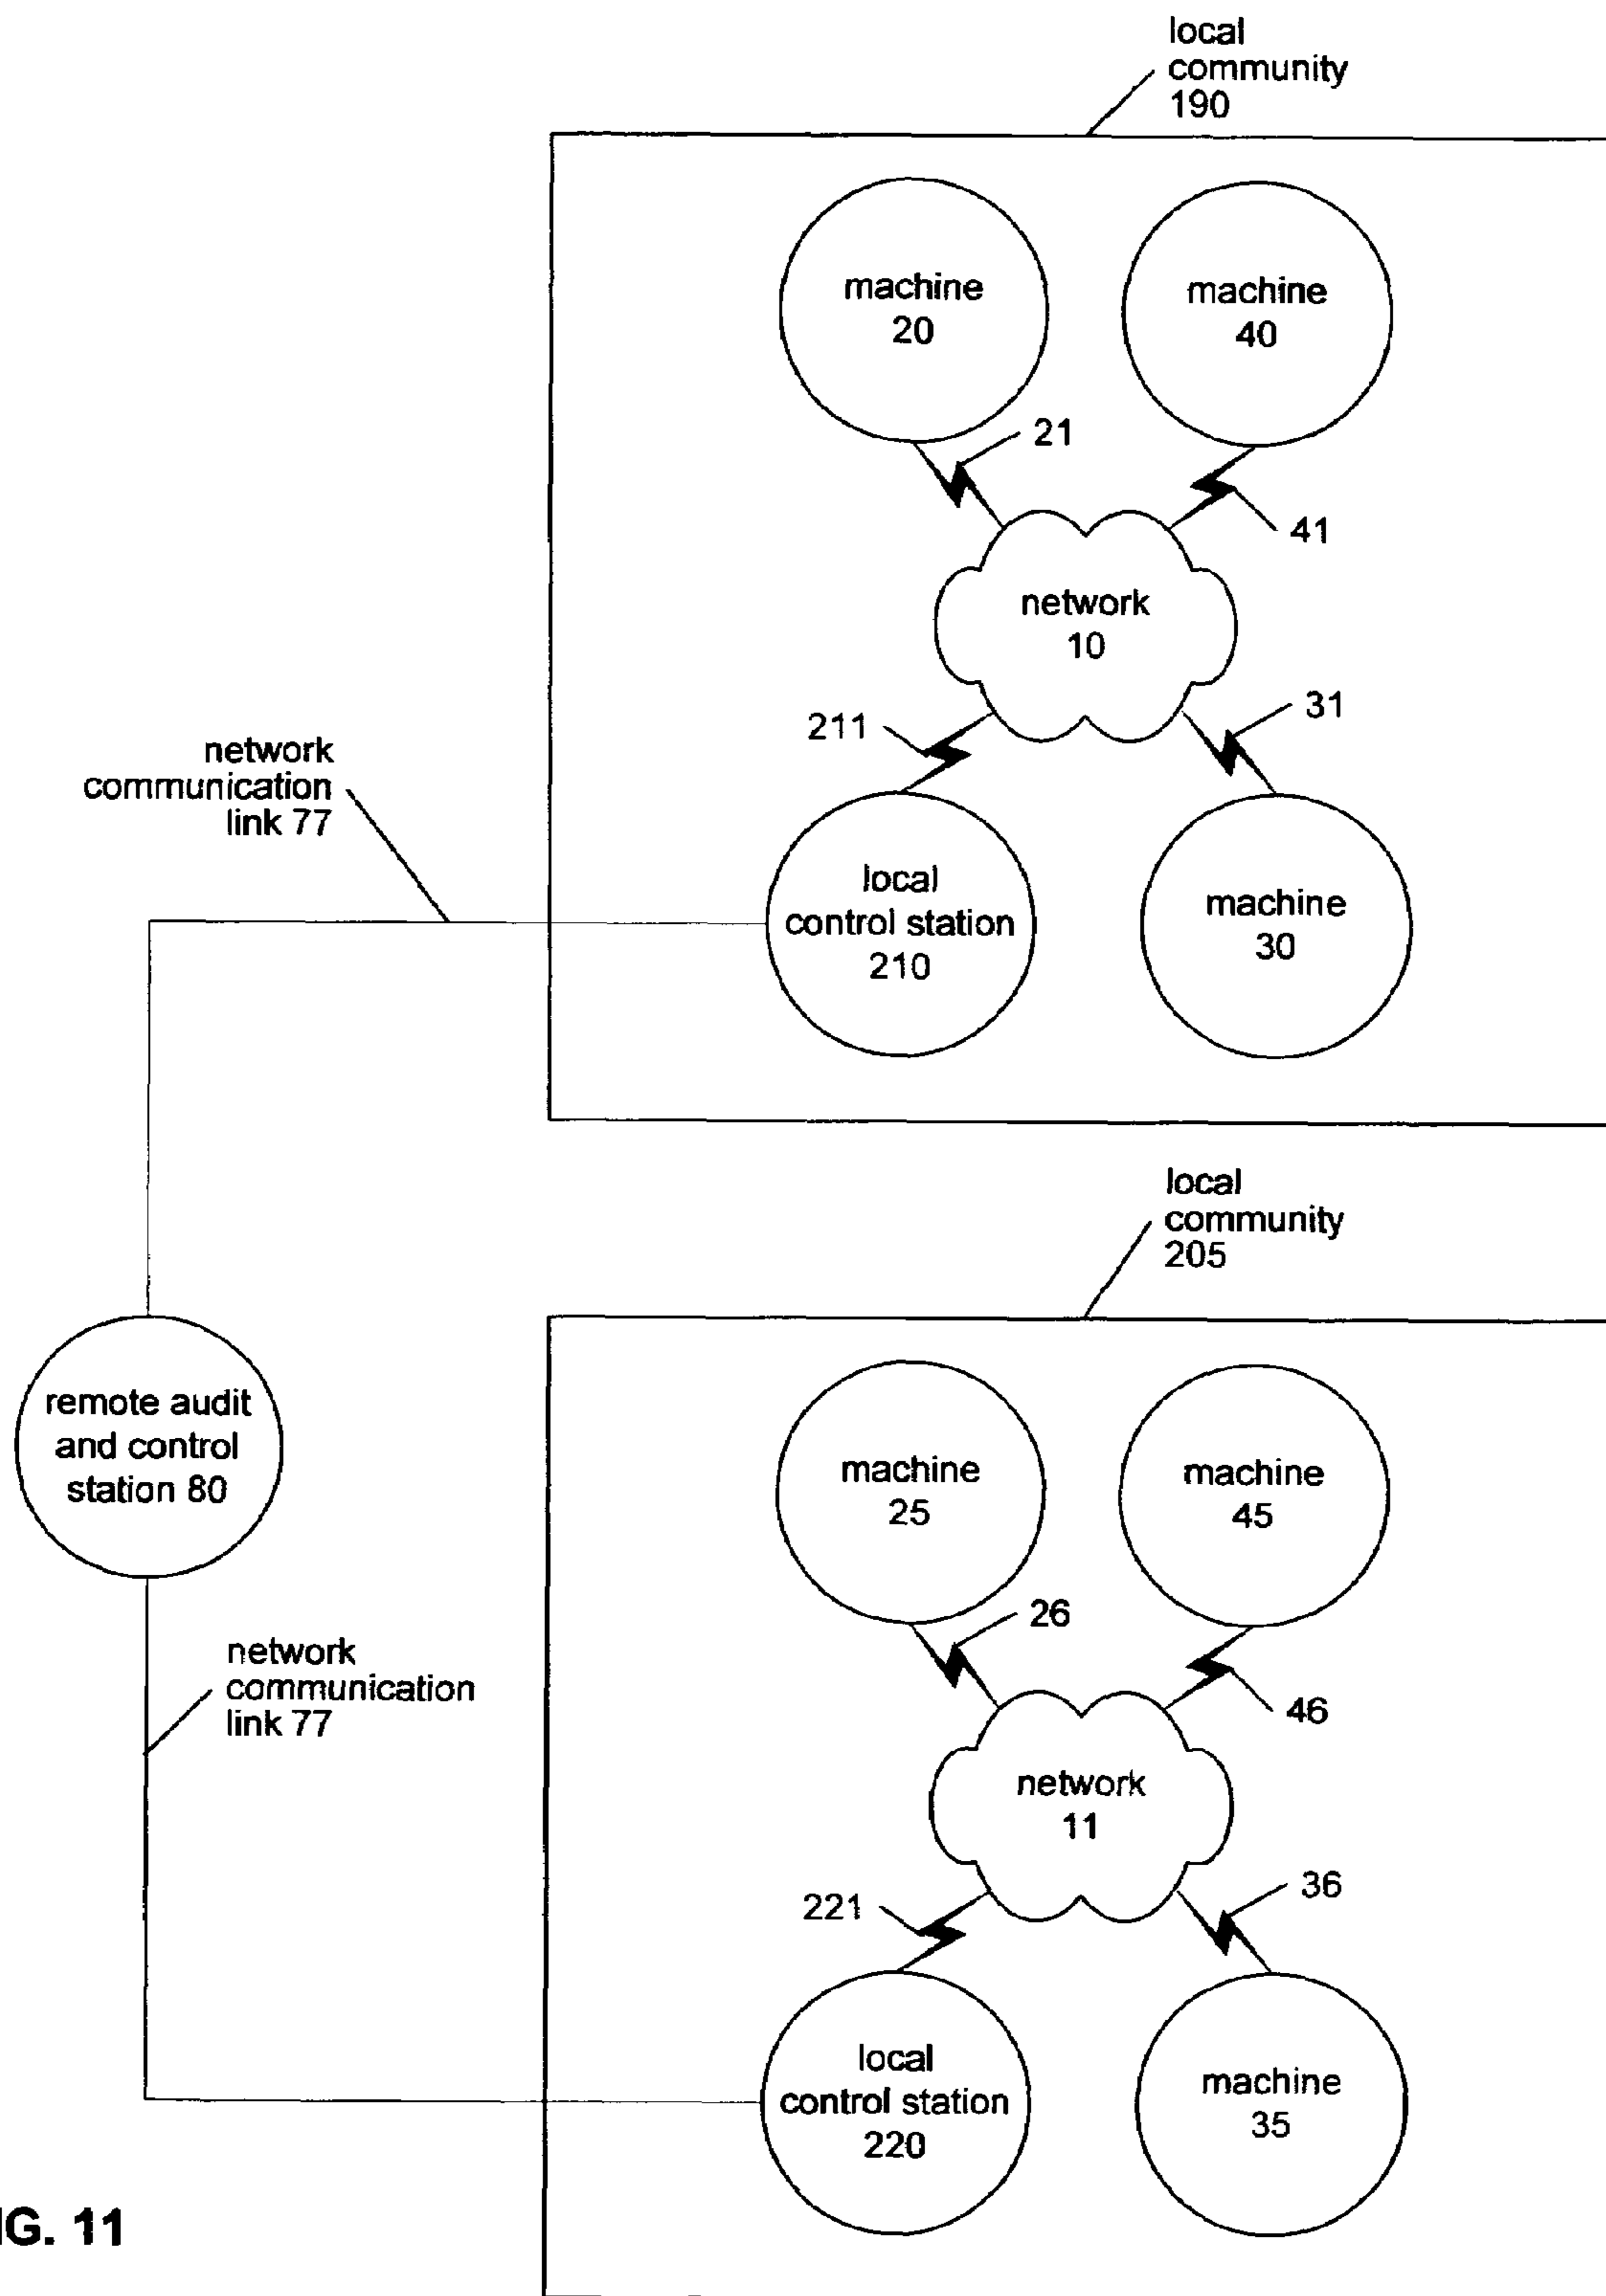 local
community
190
machine
20
machine
40
21
41
network
10
211
31
network
communication
link 77
local
control station
210
machine
30
local
community
205
remote audit
and control
station 80
machine
25
machine
45
26
46
network
communication
link 77
network
11
221
36
local
control station
220
machine
35
IG. 11